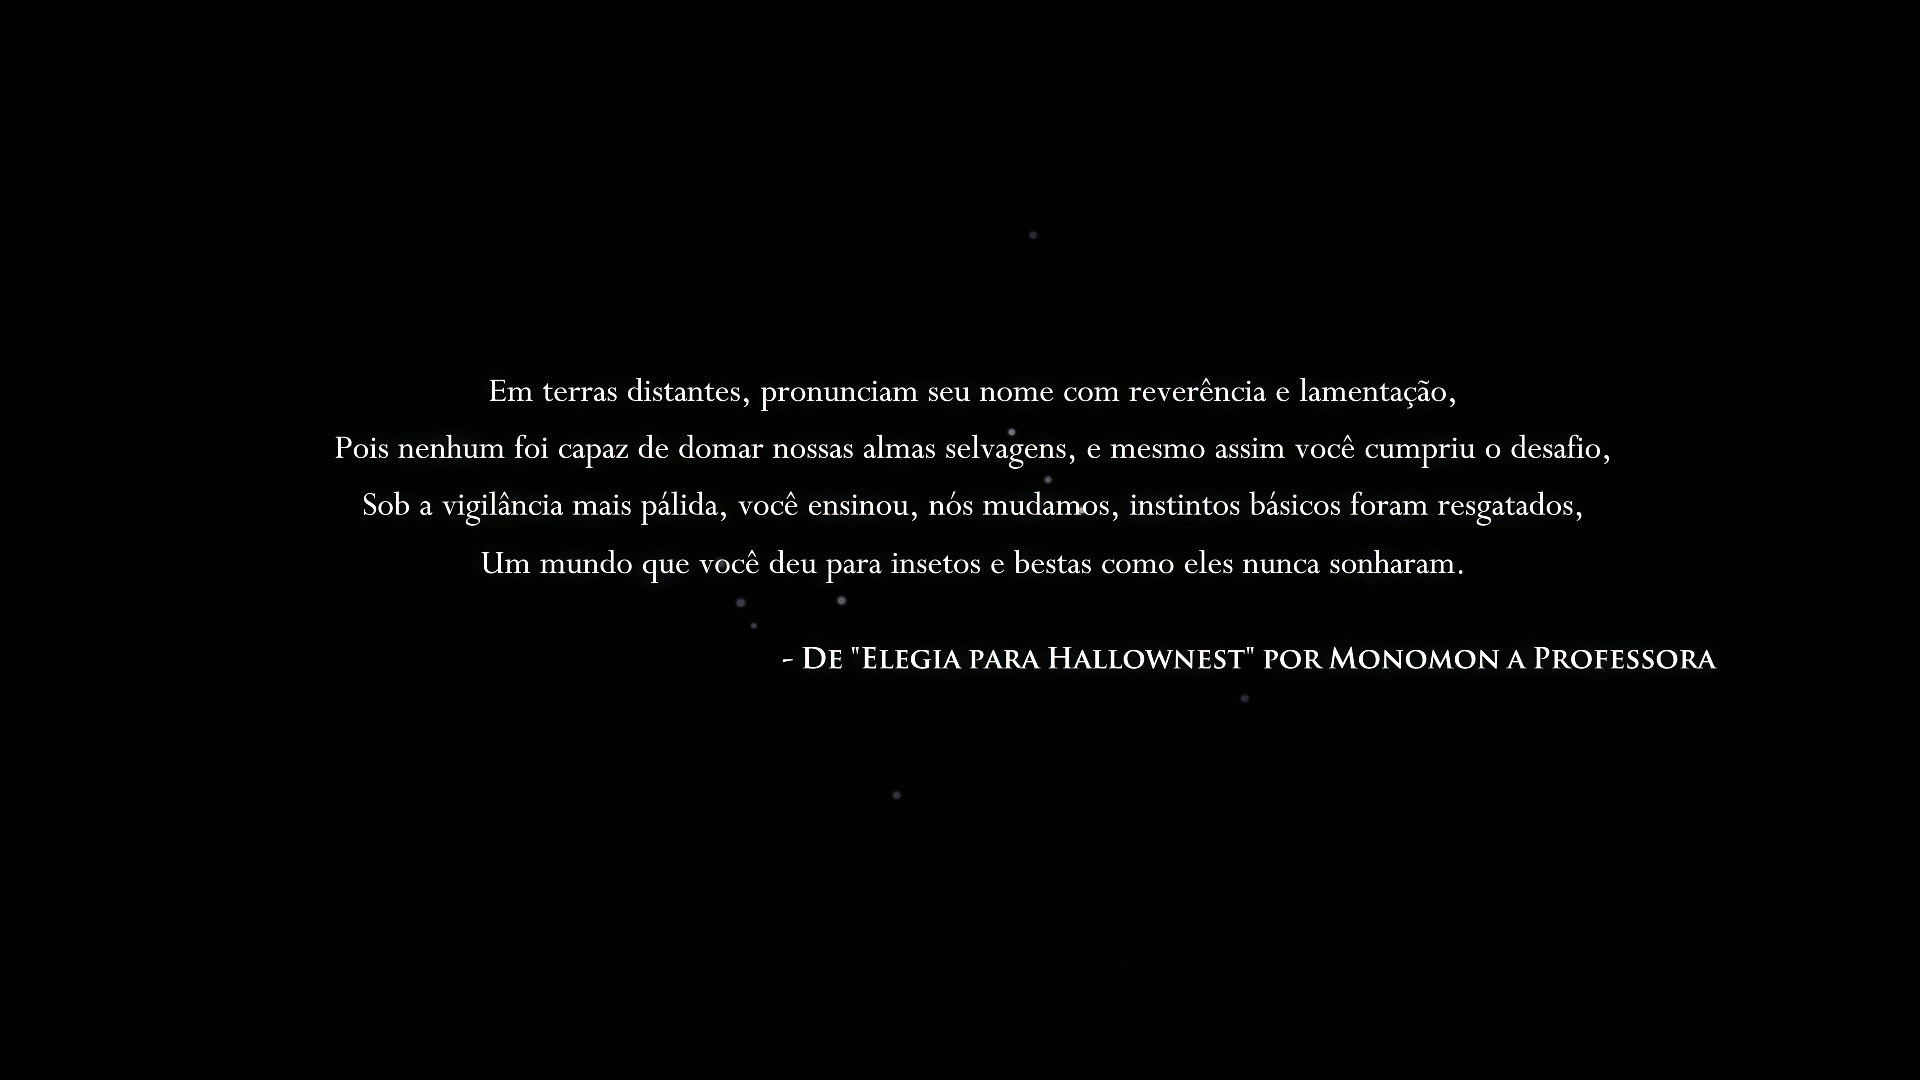 Em terras distantes, pronunciam seu nome com reverência e lamentação,
Pois nenhum foi capaz de domar nossas almas selvagens, e mesmo assim você cumpriu o desafio,
Sob a vigilância mais pálida, você ensinou, nós mudamos, instintos básicos foram resgatados,
Um mundo que você deu para insetos e bestas como eles nunca sonharam.
- De "Elegia para Hallownest" por Monomon a Professora